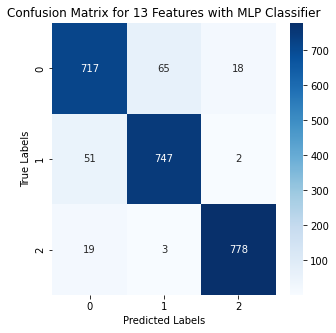 Confusion Matrix for 13 Features with MLP Classifier
717 65 18
51 747 2
19 3 778
0
1
2
True Labels
0 1 2
Predicted Labels
700
600
500
400
300
200
100